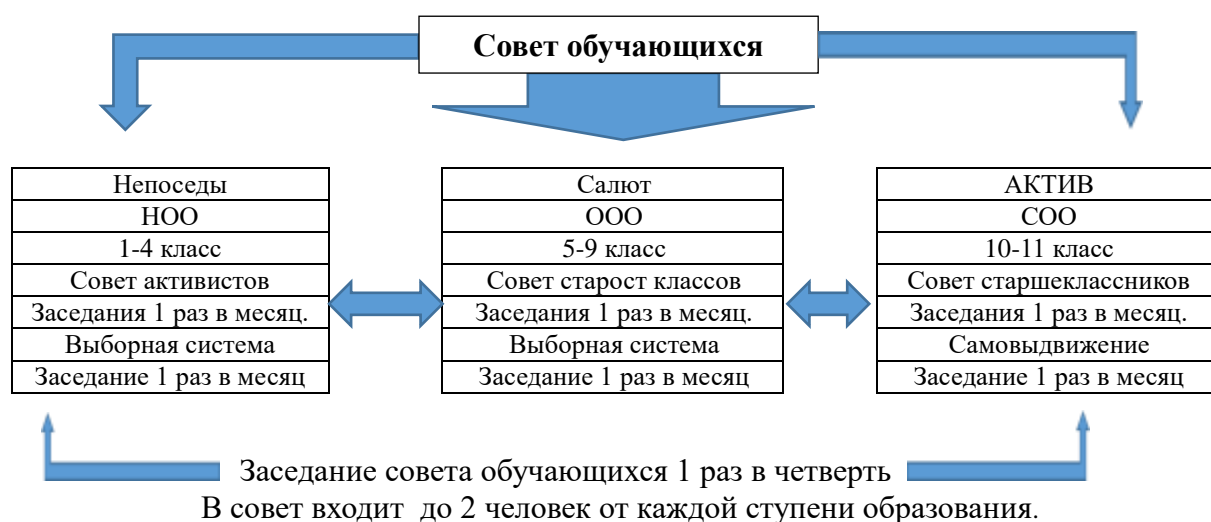 Совет обучающихся
Непоседы
НОО
1-4 класс
Совет активистов
Заседания 1 раз в месяц.
Выборная система
Заседание 1 раз в месяц
Салют
ООО
5-9 класс
Совет старост классов
Заседания 1 раз в месяц.
Выборная система
Заседание 1 раз в месяц
АКТИВ
СОО
10-11 класс
Совет старшеклассников
Заседания 1 раз в месяц.
Самовыдвижение
Заседание 1 раз в месяц
Заседание совета обучающихся 1 раз в четверть
В совет входит до 2 человек от каждой ступени образования.